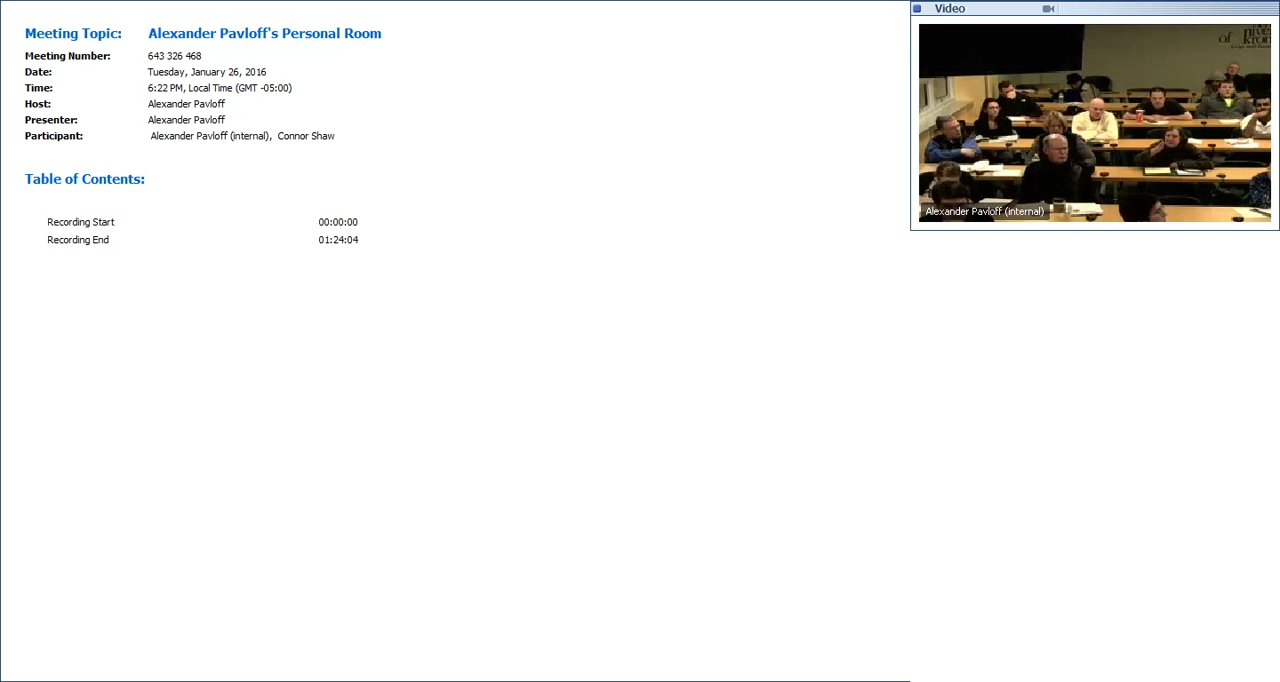 Meeting Topic: Alexander Pavloff's Personal Room
Meeting Number: 643 326 468
Date: Tuesday, January 26, 2016
Time: 6:22 PM, Local Time (GMT -05:00)
Host: Alexander Pavloff
Presenter: Alexander Pavloff
Participant: Alexander Pavloff (internal), Connor Shaw
Table of Contents:
Recording Start 00:00:00
Recording End 01:24:04
Video
of
Alexander Pavloff (internal)